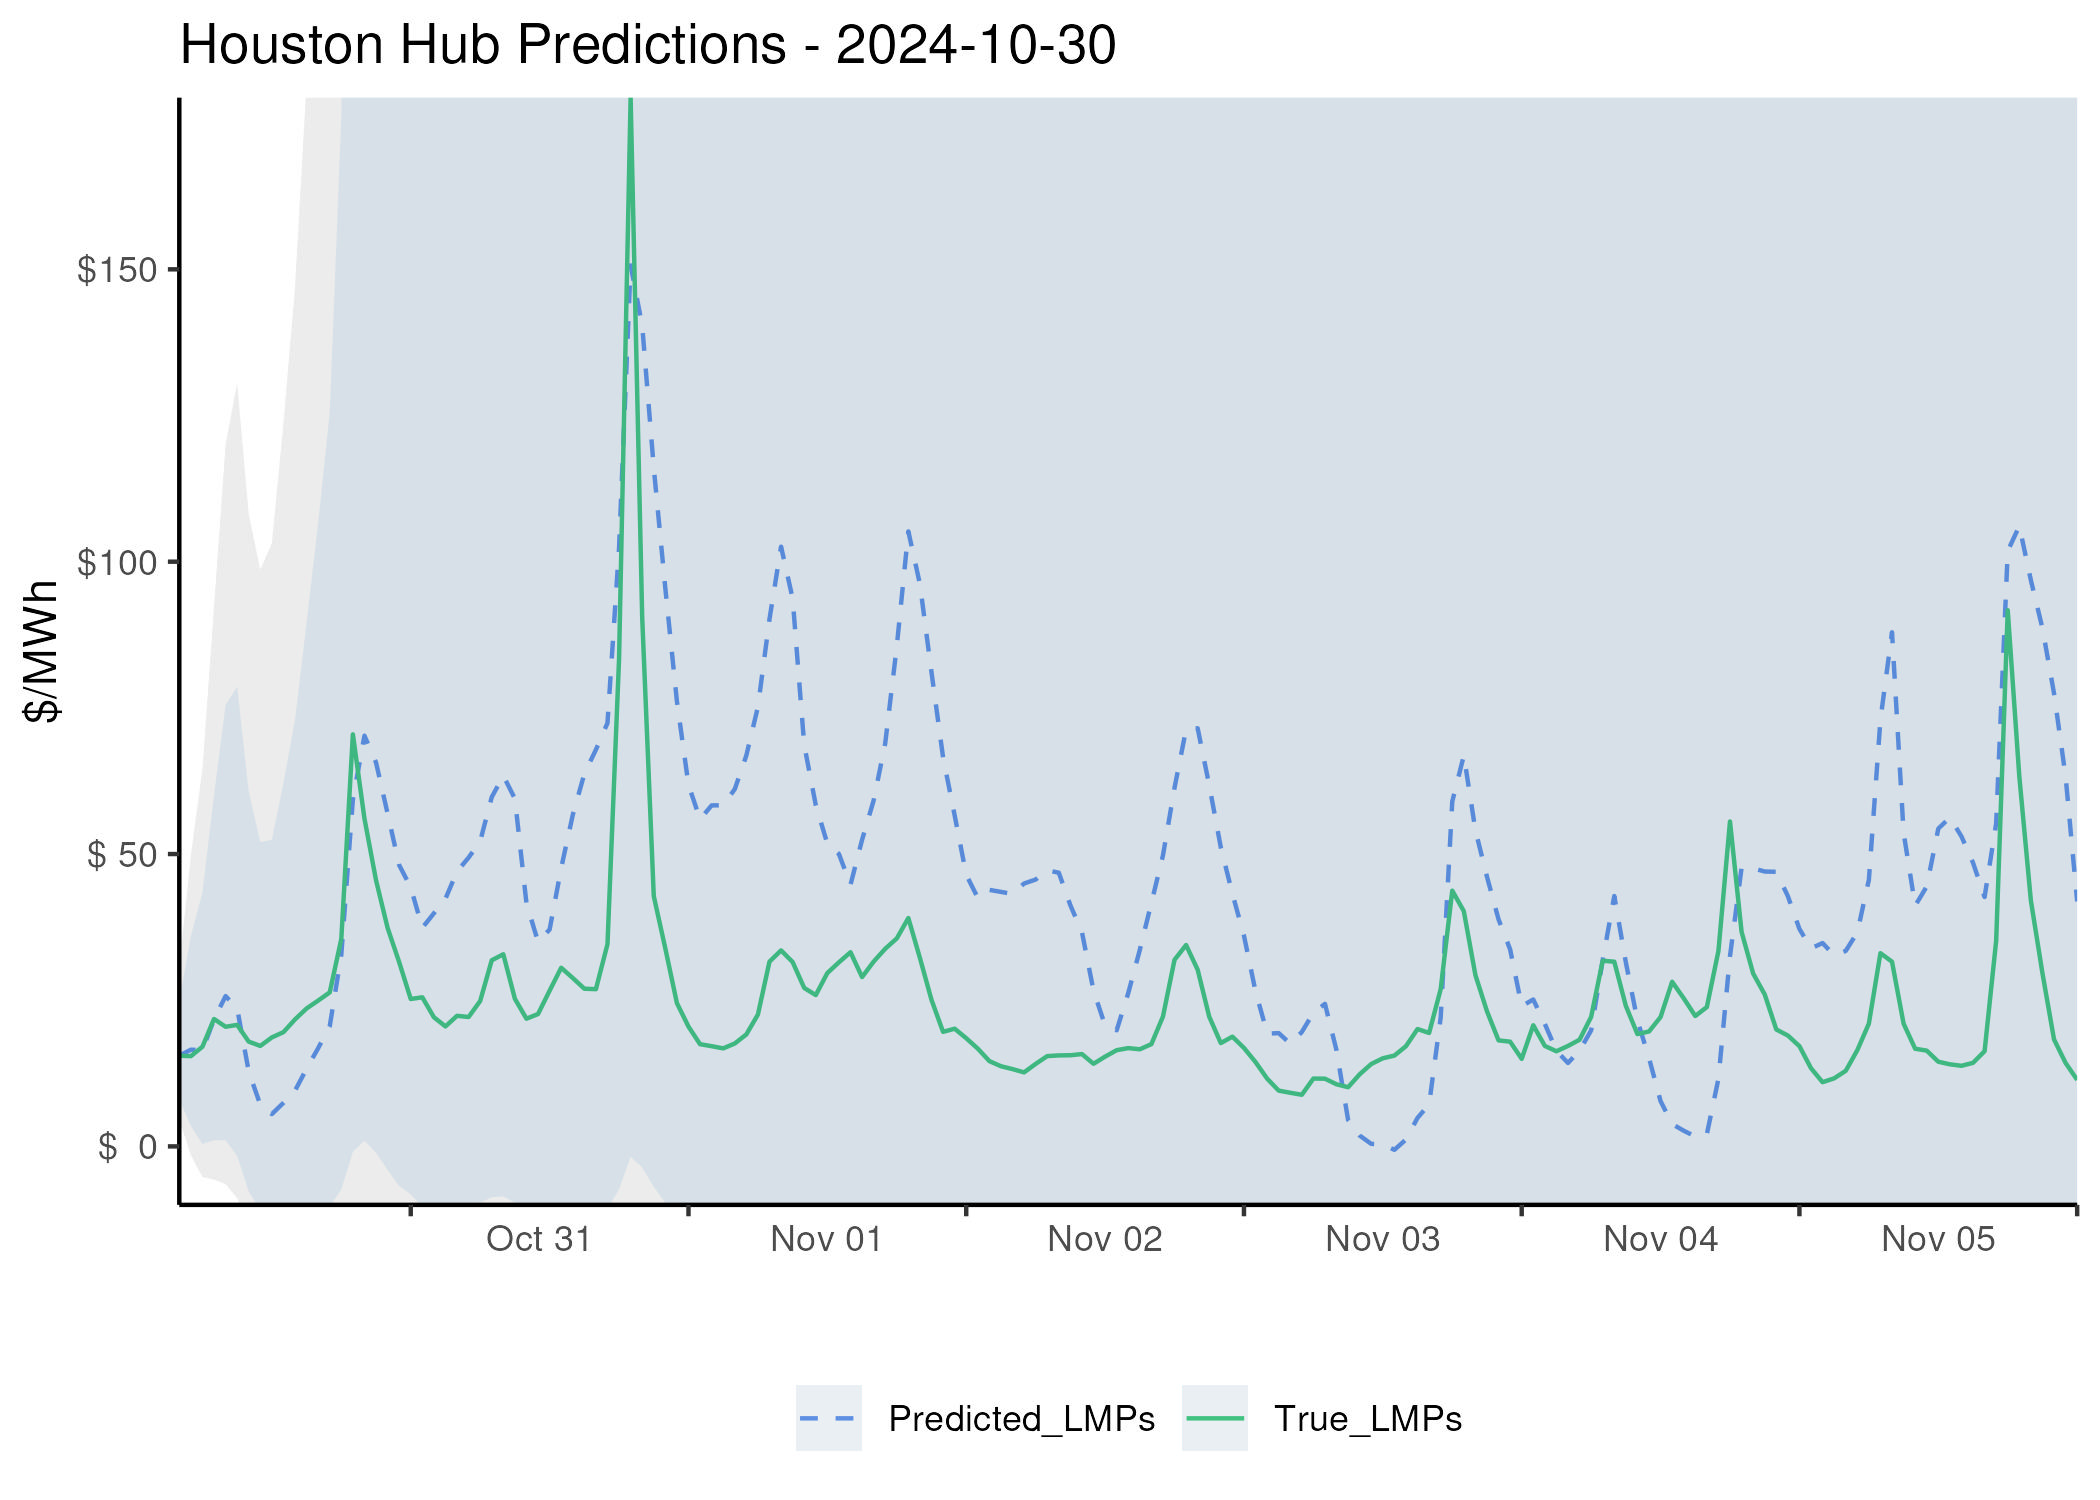 Houston Hub Predictions - 2024-10-30
$/MWh
$150
$100
$ 50
$  0
Oct 31
Nov 01
Nov 02
Nov 03
Nov 04
Nov 05
Predicted_LMPs
True_LMPs